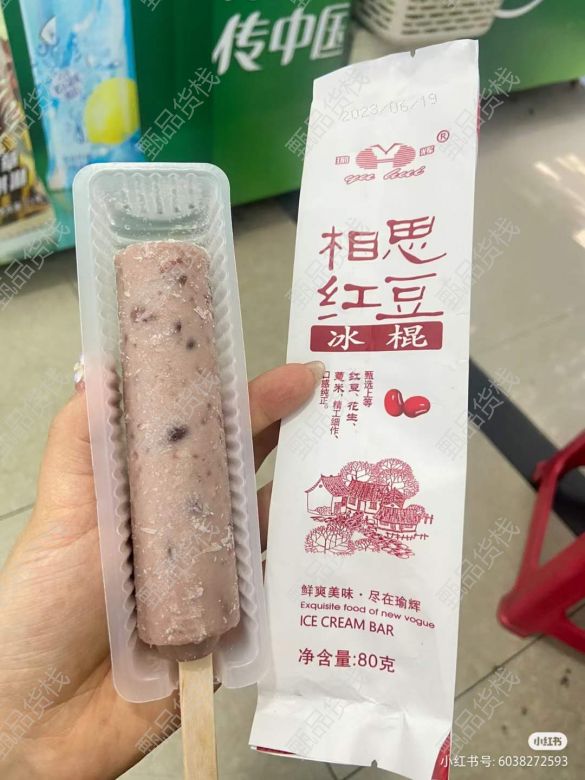 传中国
2023/06/19
瑜 辉
yu hui
®
相思
红豆
冰棍
甄选上等
红豆、花生、
薏米，精工细作、
口感纯正。
鲜爽美味·尽在瑜辉
Exquisite food of new vogue
ICE CREAM BAR
净含量:80克
甄品货栈
小红书
小红书号: 6038272593